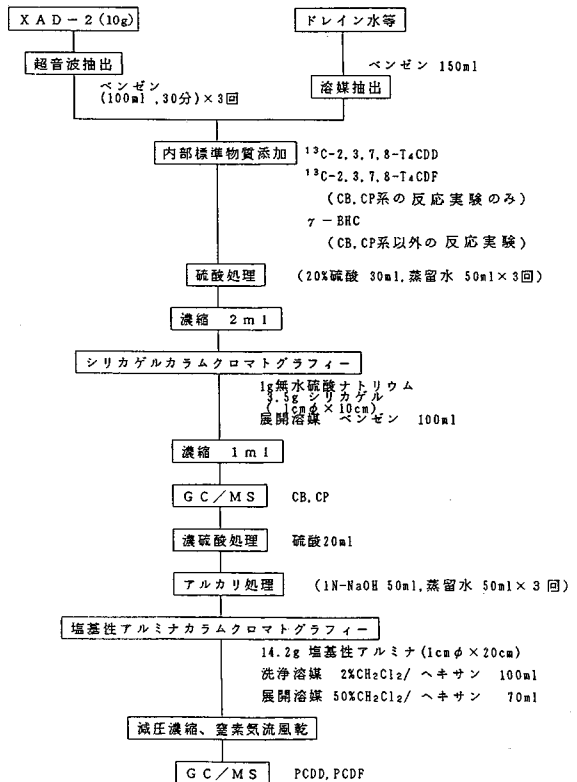 XAD-2(10g)
ドレイン水等
超音波抽出
ベンゼン
(100ml,30分)×3回
ベンゼン 150ml
溶媒抽出
内部標準物質添加
¹³C-2,3,7,8-T₄CDD
¹³C-2,3,7,8-T₄CDF
(CB,CP系の反応実験のみ)
γ-BHC
(CB,CP系以外の反応実験)
硫酸処理
(20%硫酸 30ml,蒸留水 50ml×3回)
濃縮 2ml
シリカゲルカラムクロマトグラフィー
1g無水硫酸ナトリウム
3.5g シリカゲル
(1cmφ×10cm)
展開溶媒 ベンゼン 100ml
濃縮 1ml
GC/MS
CB,CP
濃硫酸処理
硫酸20ml
アルカリ処理
(1N-NaOH 50ml,蒸留水 50ml×3回)
塩基性アルミナカラムクロマトグラフィー
14.2g 塩基性アルミナ(1cmφ×20cm)
洗浄溶媒 2%CH₂Cl₂/ヘキサン 100ml
展開溶媒 50%CH₂Cl₂/ヘキサン 70ml
減圧濃縮、窒素気流風乾
GC/MS
PCDD,PCDF